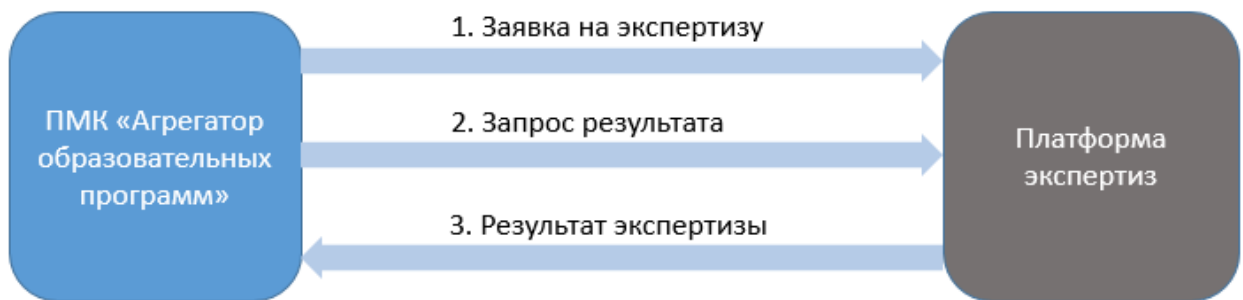 1. Заявка на экспертизу
ПМК «Агрегатор
образовательных
программ»
2. Запрос результата
Платформа
экспертиз
3. Результат экспертизы